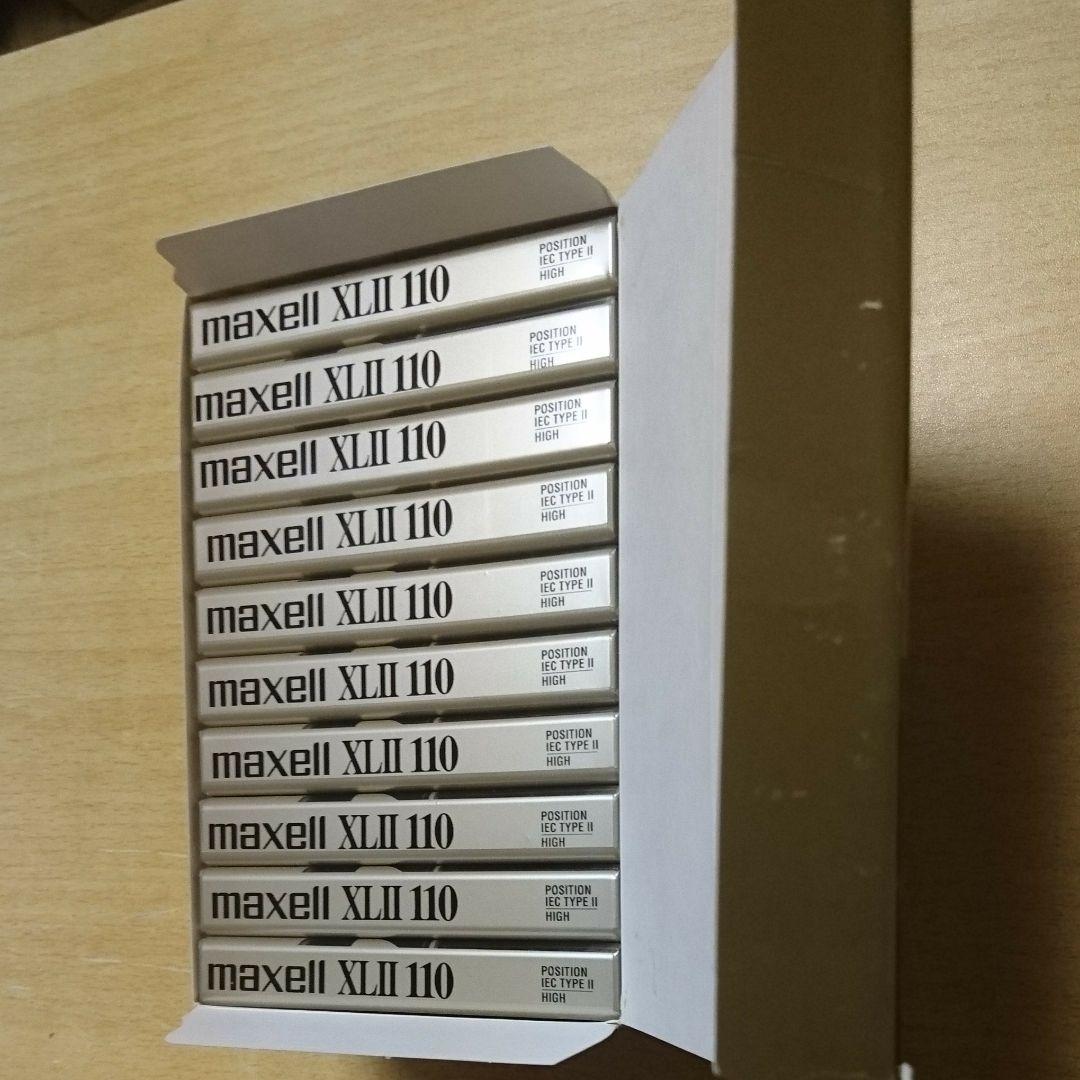 maxell XLII 110
POSITION
IEC TYPE II
HIGH
maxell XLII 110
POSITION
IEC TYPE II
HIGH
maxell XLII 110
POSITION
IEC TYPE II
HIGH
maxell XLII 110
POSITION
IEC TYPE II
HIGH
maxell XLII 110
POSITION
IEC TYPE II
HIGH
maxell XLII 110
POSITION
IEC TYPE II
HIGH
maxell XLII 110
POSITION
IEC TYPE II
HIGH
maxell XLII 110
POSITION
IEC TYPE II
HIGH
maxell XLII 110
POSITION
IEC TYPE II
HIGH
maxell XLII 110
POSITION
IEC TYPE II
HIGH